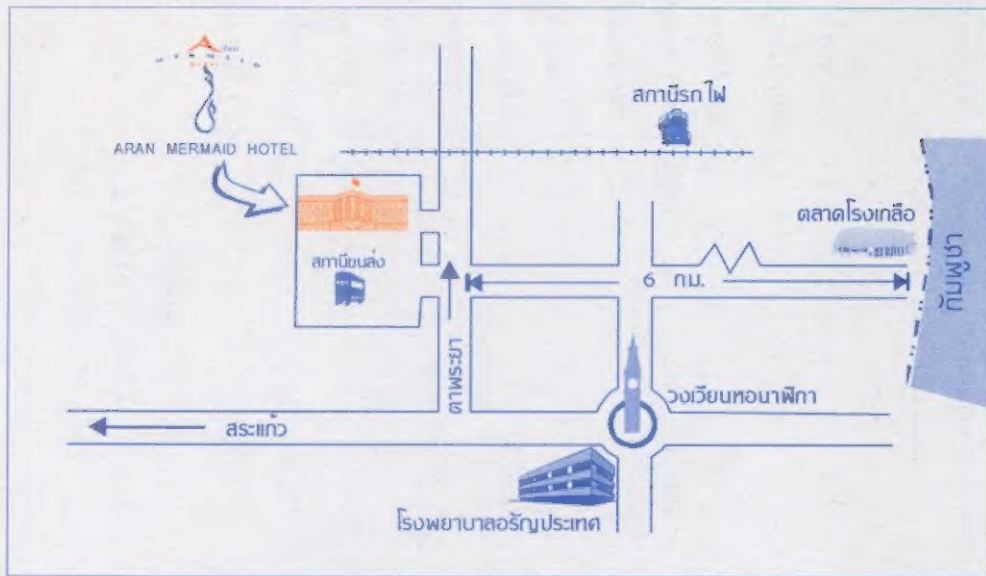 MERMAID
ARAN MERMAID HOTEL
สถานีรถไฟ
ตลาดโรงเกลือ
สถานีขนส่ง
6 กม.
กัมพูชา
ตาพระยา
วงเวียนหอนาฬิกา
สระแก้ว
โรงพยาบาลอรัญประเทศ